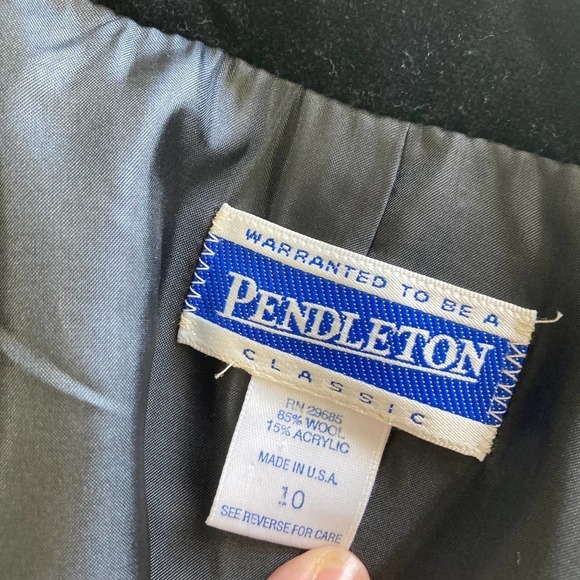 WARRANTED TO BE A
PENDLETON
CLASSIC
RN 29685
85% WOOL
15% ACRYLIC
MADE IN U.S.A.
10
SEE REVERSE FOR CARE